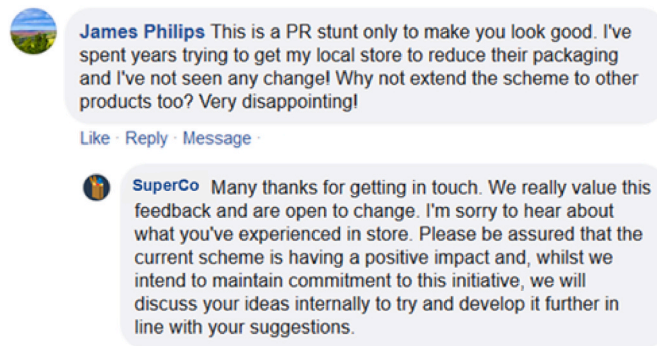 James Philips This is a PR stunt only to make you look good. I've
spent years trying to get my local store to reduce their packaging
and I've not seen any change! Why not extend the scheme to other
products too? Very disappointing!
Like · Reply · Message ·
SuperCo Many thanks for getting in touch. We really value this
feedback and are open to change. I'm sorry to hear about
what you've experienced in store. Please be assured that the
current scheme is having a positive impact and, whilst we
intend to maintain commitment to this initiative, we will
discuss your ideas internally to try and develop it further in
line with your suggestions.